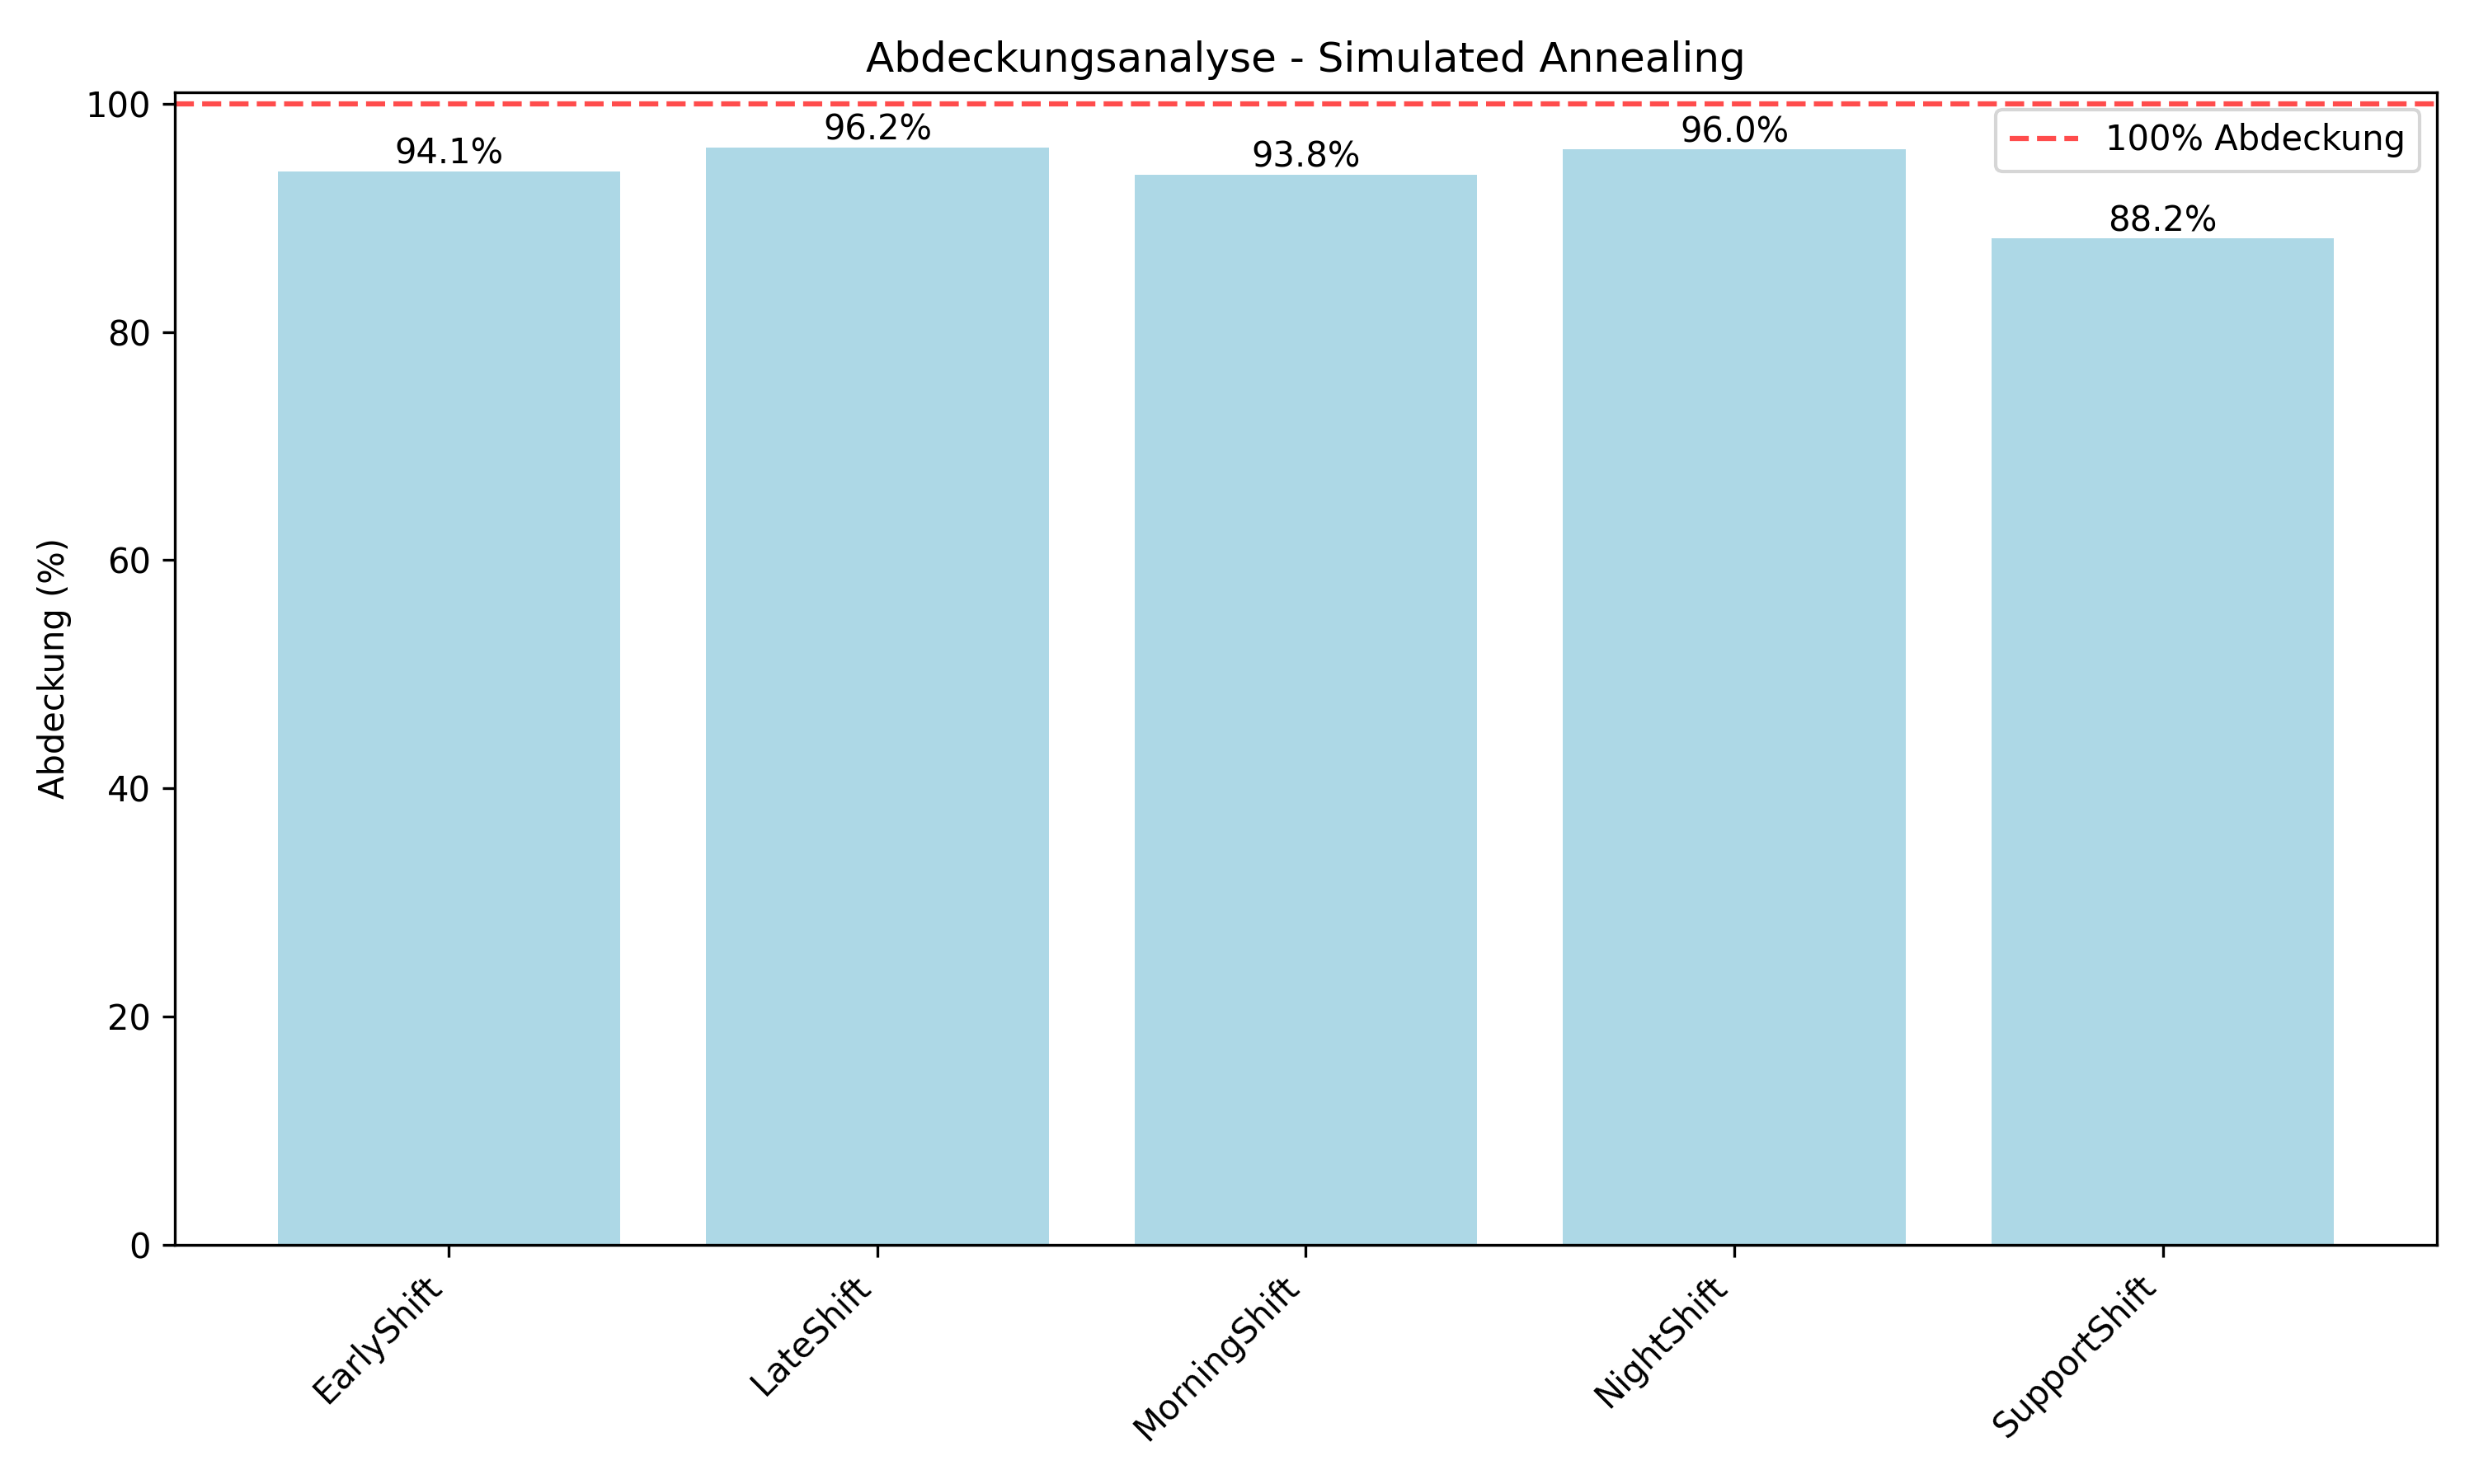 Abdeckungsanalyse - Simulated Annealing
100
80
60
40
20
0
Abdeckung (%)
94.1%
96.2%
93.8%
96.0%
88.2%
100% Abdeckung
EarlyShift
LateShift
MorningShift
NightShift
SupportShift